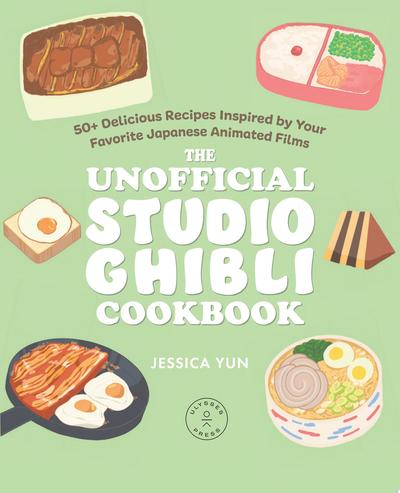 50+ Delicious Recipes Inspired by Your
Favorite Japanese Animated Films
THE
UNOFFICIAL
STUDIO
GHIBLI
COOKBOOK
JESSICA YUN
ULYSSES
PRESS